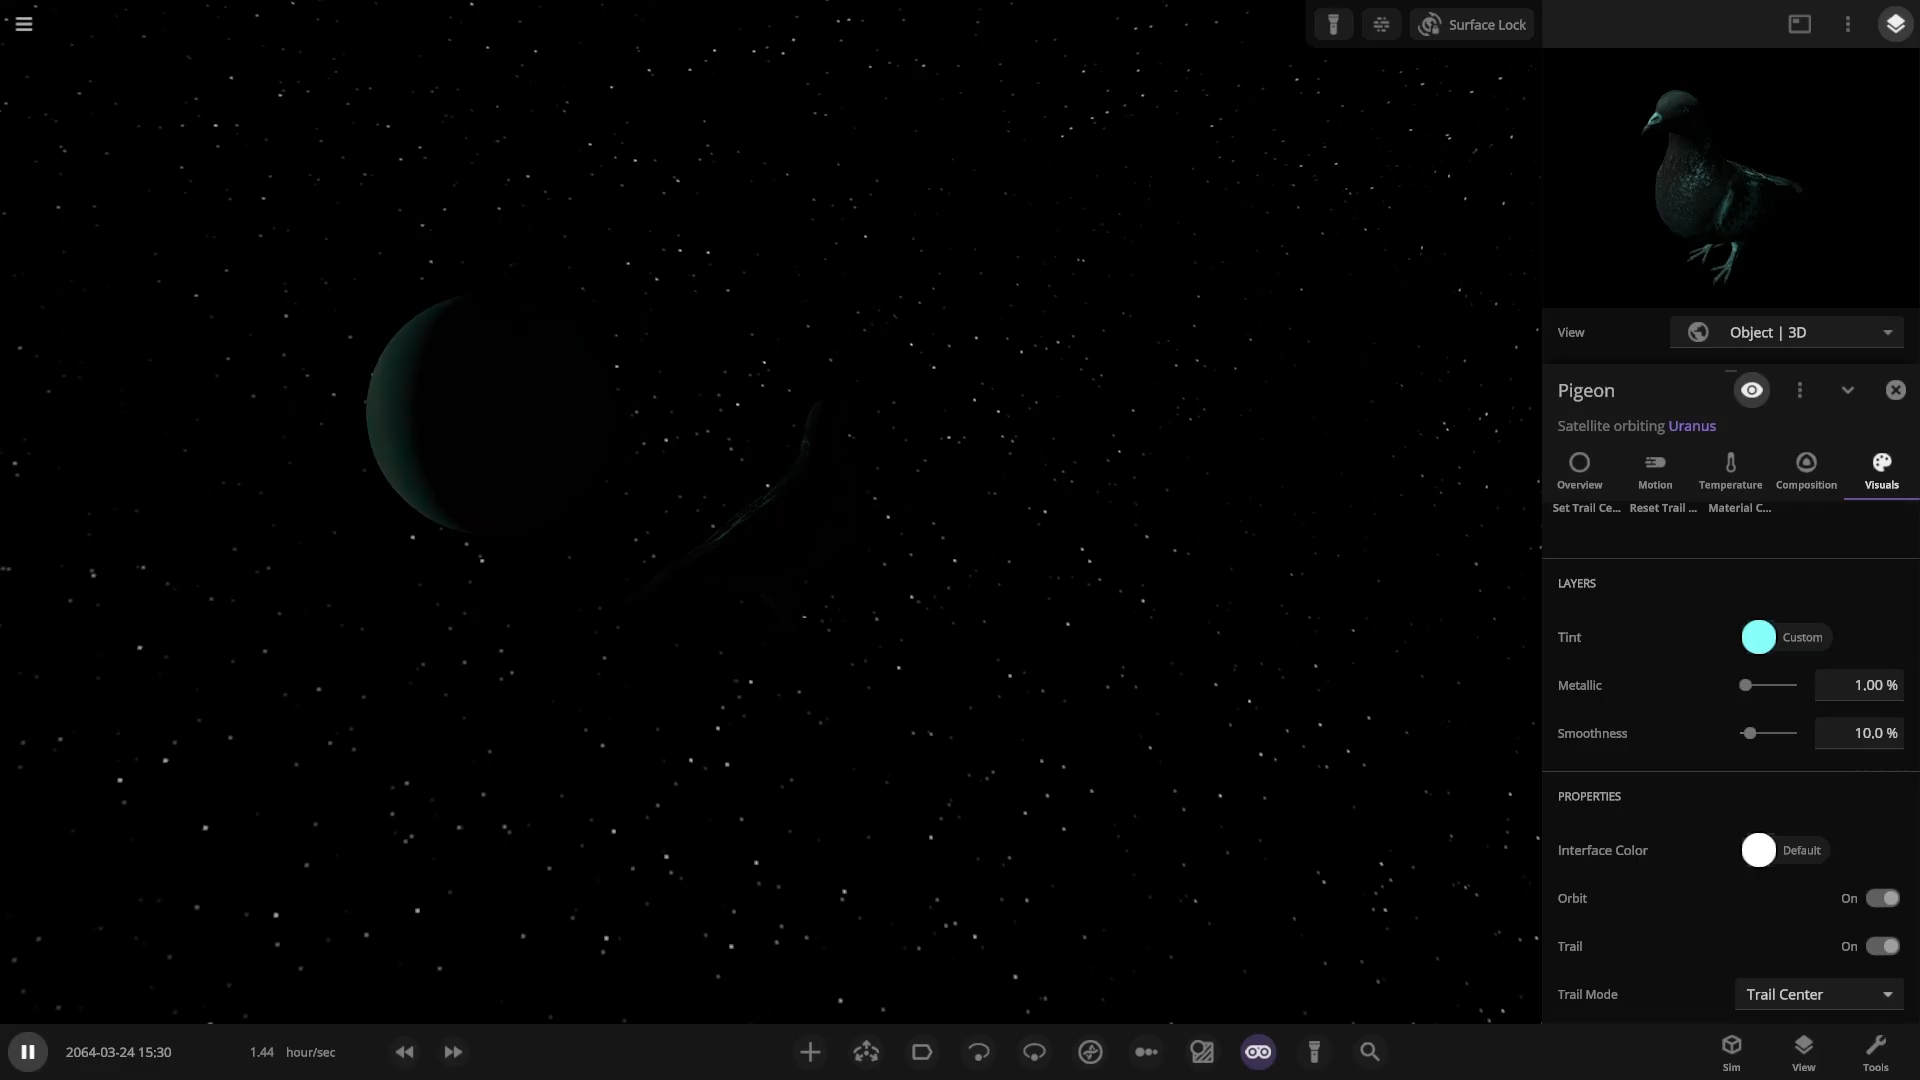 Surface Lock
View
Object | 3D
Pigeon
Satellite orbiting Uranus
Overview
Motion
Temperature
Composition
Visuals
Set Trail Ce...
Reset Trail ...
Material C...
LAYERS
Tint
Custom
Metallic
1.00 %
Smoothness
10.0 %
PROPERTIES
Interface Color
Default
Orbit
On
Trail
On
Trail Mode
Trail Center
2064-03-24 15:30
1.44 hour/sec
Sim
View
Tools